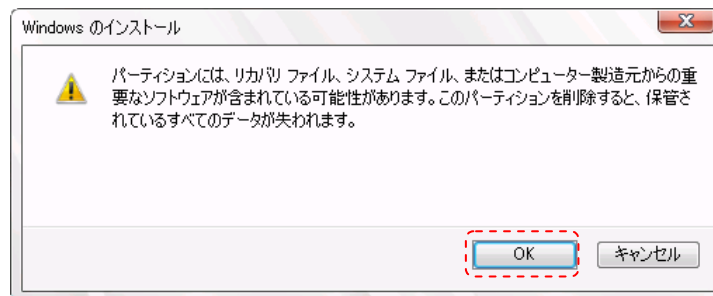 Windows のインストール
パーティションには、リカバリ ファイル、システム ファイル、またはコンピューター製造元からの重
要なソフトウェアが含まれている可能性があります。このパーティションを削除すると、保管さ
れているすべてのデータが失われます。
OK キャンセル